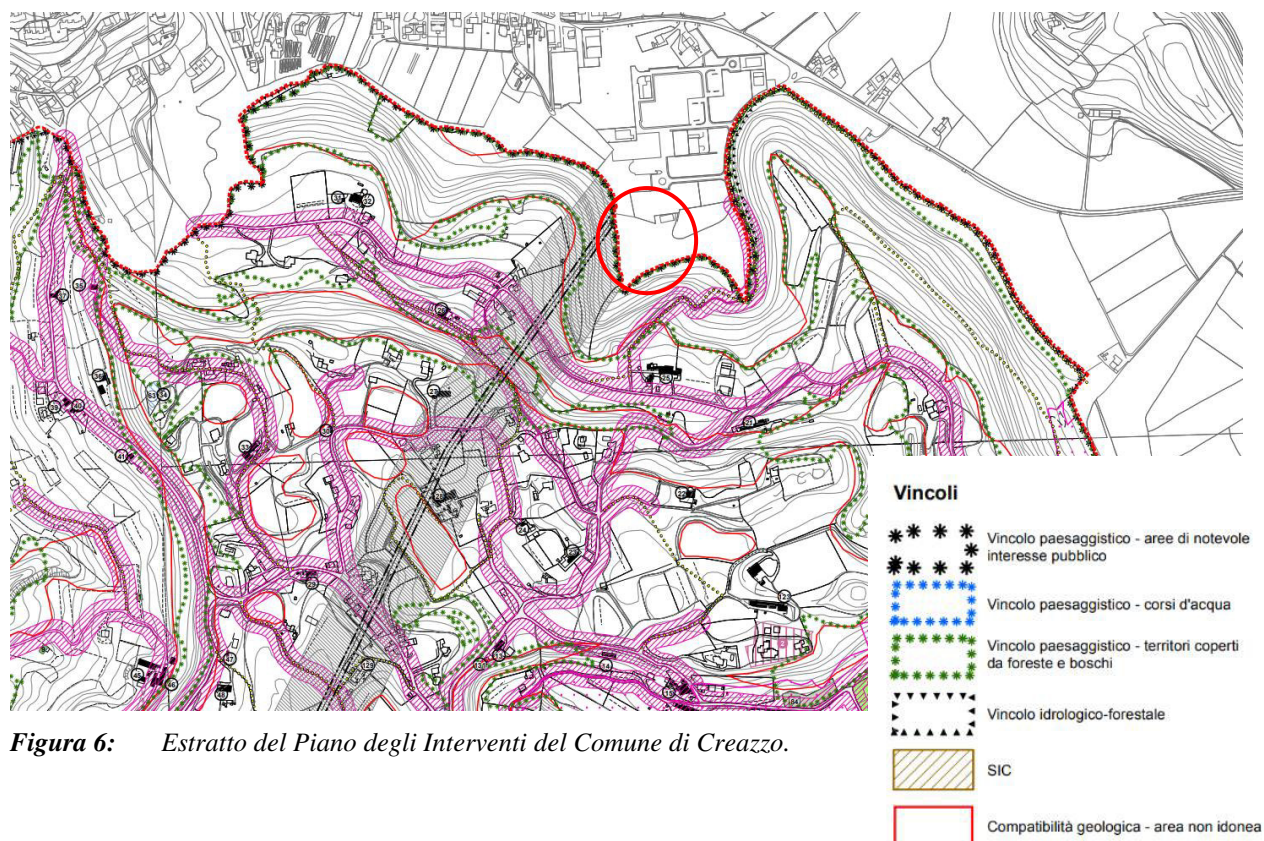 Vincoli
Vincolo paesaggistico - aree di notevole
interesse pubblico
Vincolo paesaggistico - corsi d'acqua
Vincolo paesaggistico - territori coperti
da foreste e boschi
Vincolo idrologico-forestale
SIC
Compatibilità geologica - area non idonea
Figura 6: Estratto del Piano degli Interventi del Comune di Creazzo.